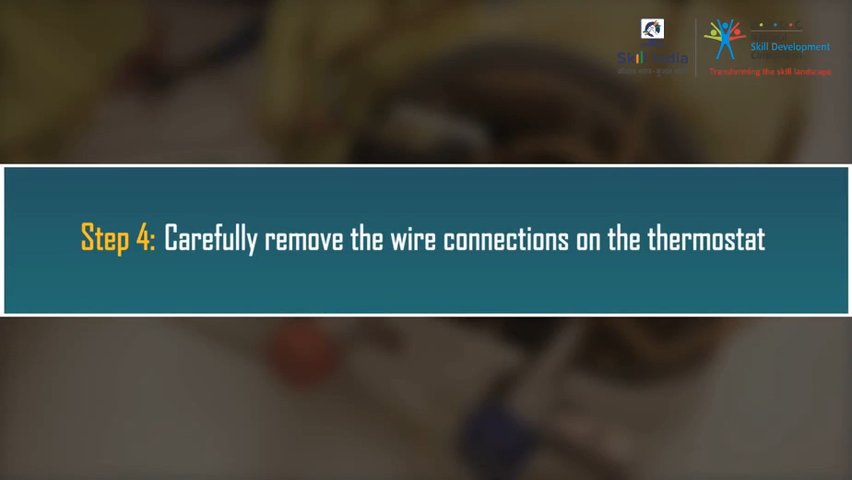 Skill India
Skill Development
Transforming the skill landscape
Step 4: Carefully remove the wire connections on the thermostat